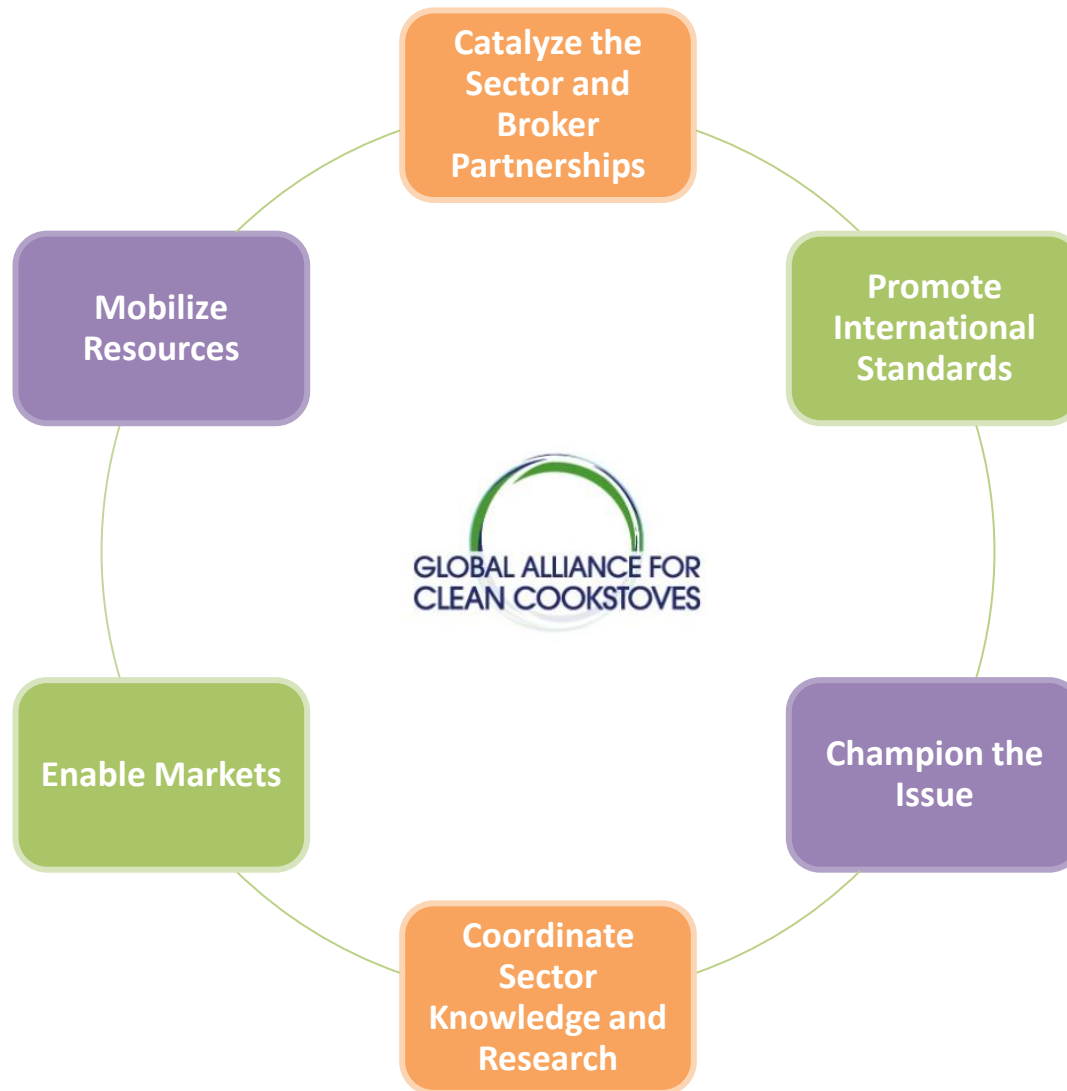 Catalyze the
Sector and
Broker
Partnerships
Mobilize
Resources
Promote
International
Standards
GLOBAL ALLIANCE FOR
CLEAN COOKSTOVES
Enable Markets
Champion the
Issue
Coordinate
Sector
Knowledge and
Research